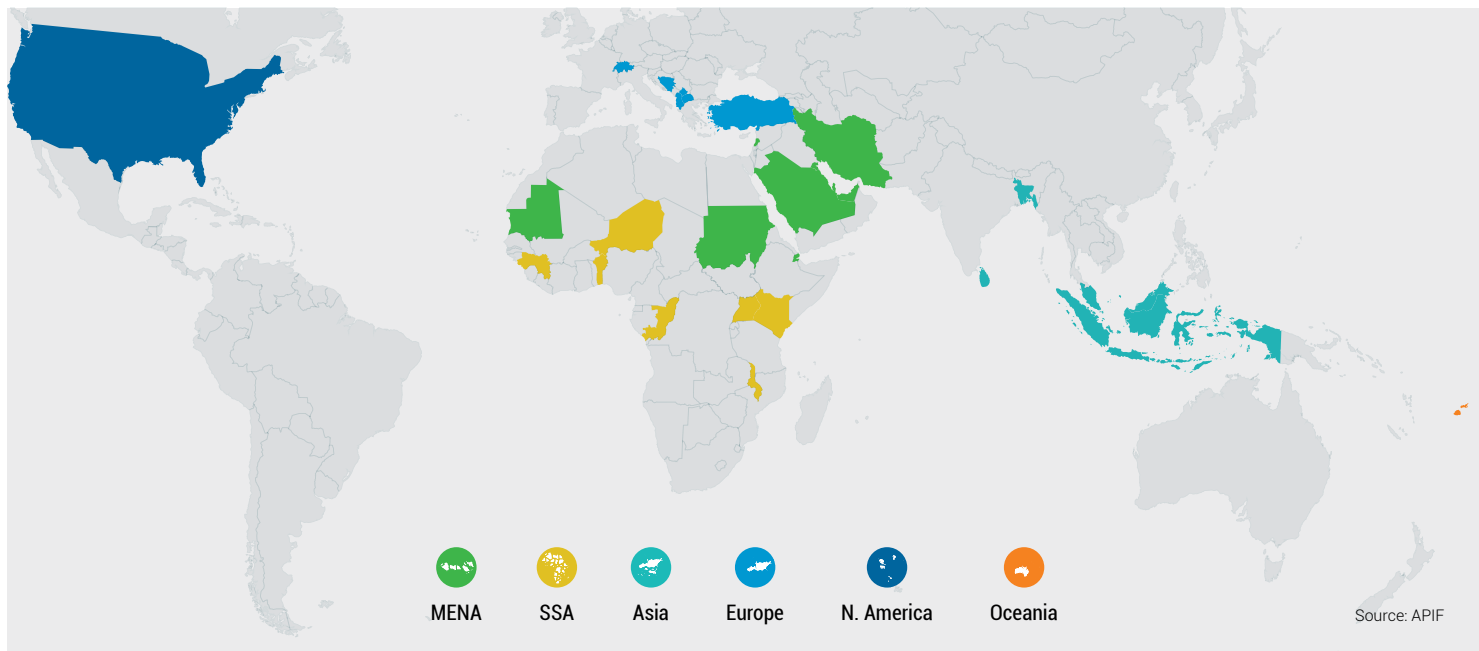 MENA
SSA
Asia
Europe
N. America
Oceania
Source: APIF